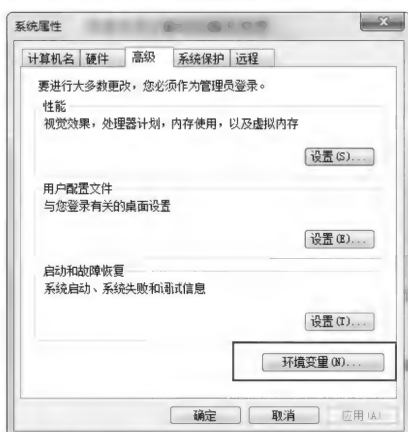 系统属性
计算机名 硬件 高级 系统保护 远程
要进行大多数更改，您必须作为管理员登录。
性能
视觉效果，处理器计划，内存使用，以及虚拟内存
设置(S)...
用户配置文件
与您登录有关的桌面设置
设置(E)...
启动和故障恢复
系统启动、系统失败和调试信息
设置(T)...
环境变量(N)...
确定 取消 应用(A)